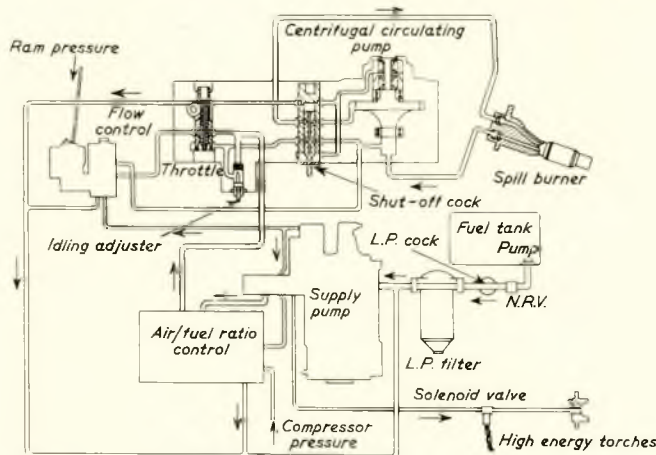 Centrifugal circulating
pump
Ram pressure
Flow
control
Throttle
Spill burner
Shut-off cock
Idling adjuster
L.P. cock
Fuel tank
Pump
Supply
pump
N.R.V.
Air/fuel ratio
control
L.P. filter
Solenoid valve
Compressor
pressure
High energy torches